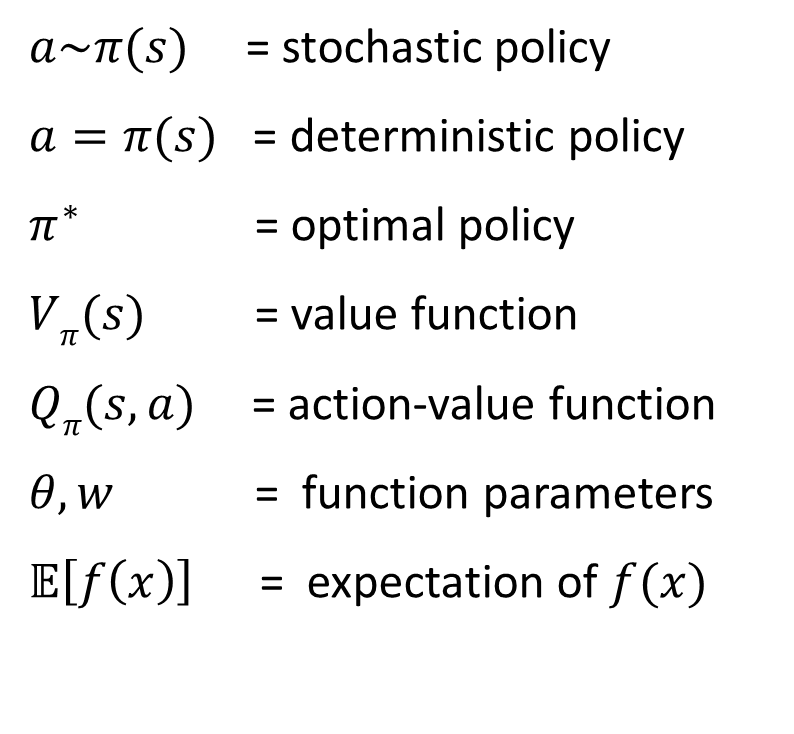 a~π(s) = stochastic policy
a = π(s) = deterministic policy
π* = optimal policy
V_π(s) = value function
Q_π(s, a) = action-value function
θ, w = function parameters
𝔼[f(x)] = expectation of f(x)